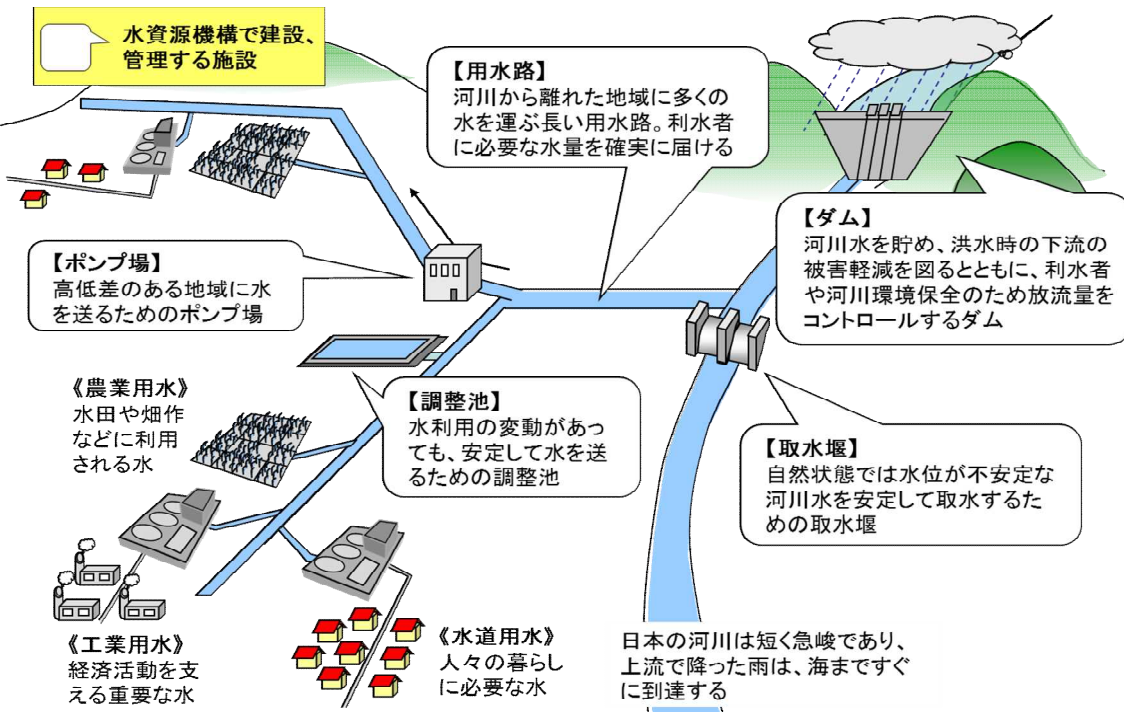 水資源機構で建設、
管理する施設
【用水路】
河川から離れた地域に多くの
水を運ぶ長い用水路。利水者
に必要な水量を確実に届ける
【ダム】
河川水を貯め、洪水時の下流の
被害軽減を図るとともに、利水者
や河川環境保全のため放流量を
コントロールするダム
【ポンプ場】
高低差のある地域に水
を送るためのポンプ場
【調整池】
水利用の変動があっ
ても、安定して水を送
るための調整池
【取水堰】
自然状態では水位が不安定な
河川水を安定して取水するた
めの取水堰
《農業用水》
水田や畑作
などに利用
される水
《工業用水》
経済活動を支
える重要な水
《水道用水》
人々の暮らし
に必要な水
日本の河川は短く急峻であり、
上流で降った雨は、海まですぐ
に到達する